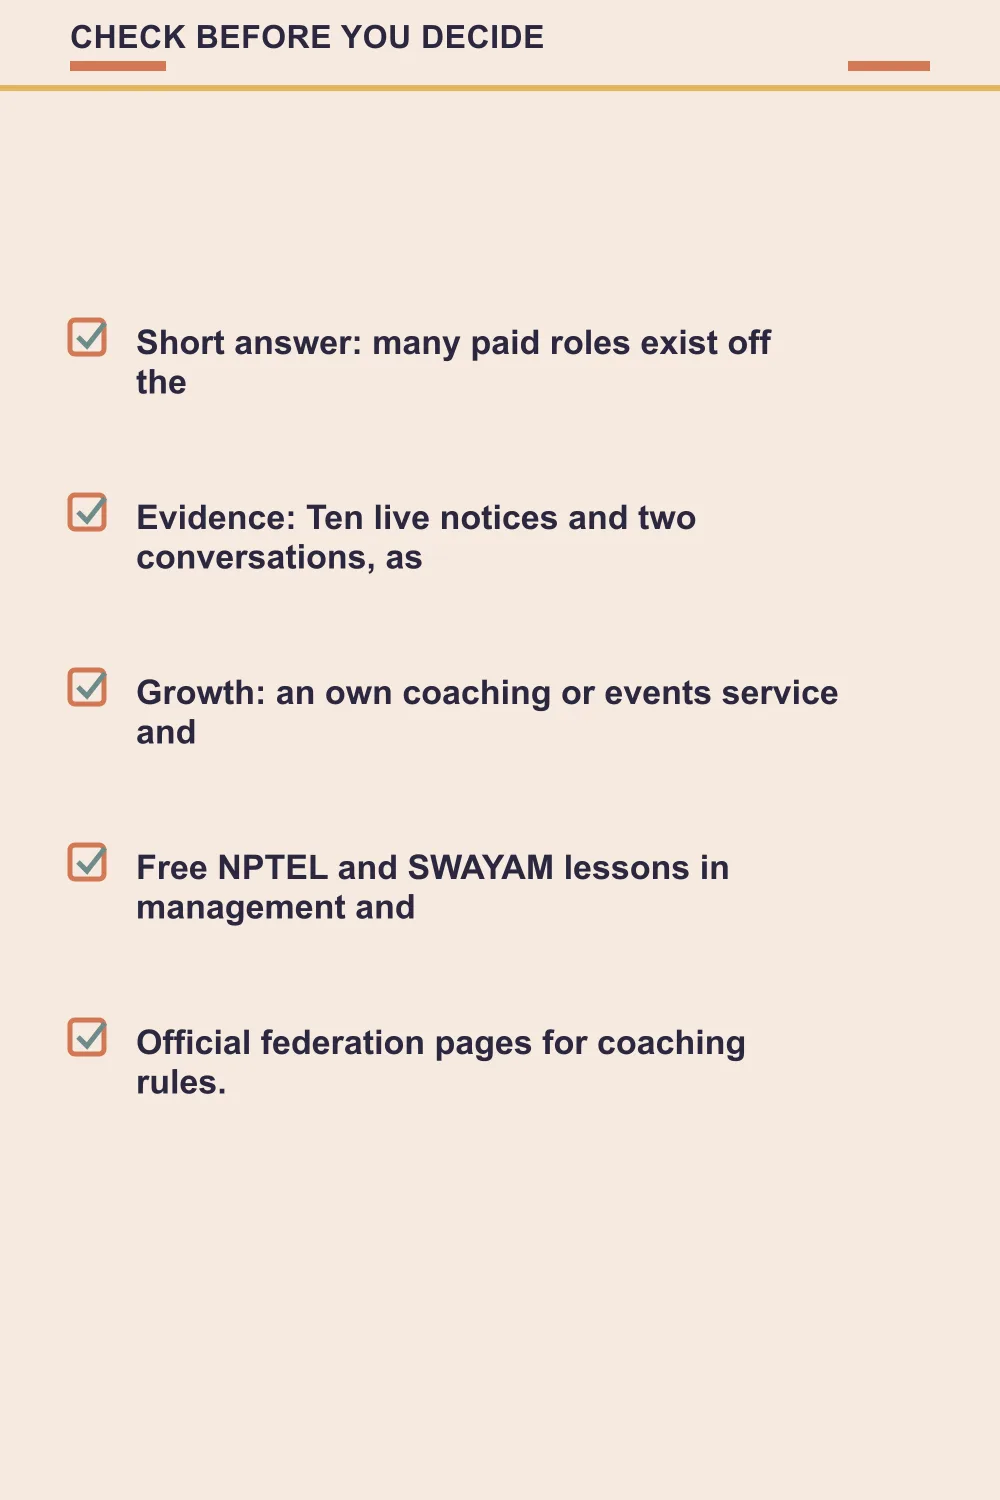 CHECK BEFORE YOU DECIDE
Short answer: many paid roles exist off
the
Evidence: Ten live notices and two
conversations, as
Growth: an own coaching or events service
and
Free NPTEL and SWAYAM lessons in
management and
Official federation pages for coaching
rules.